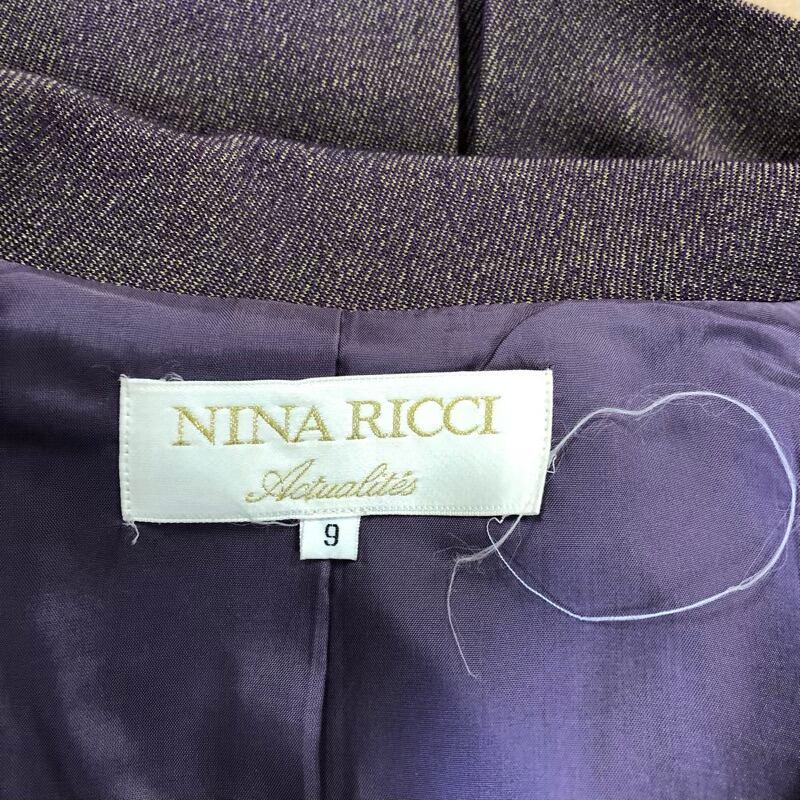 NINA RICCI
Actualités
9